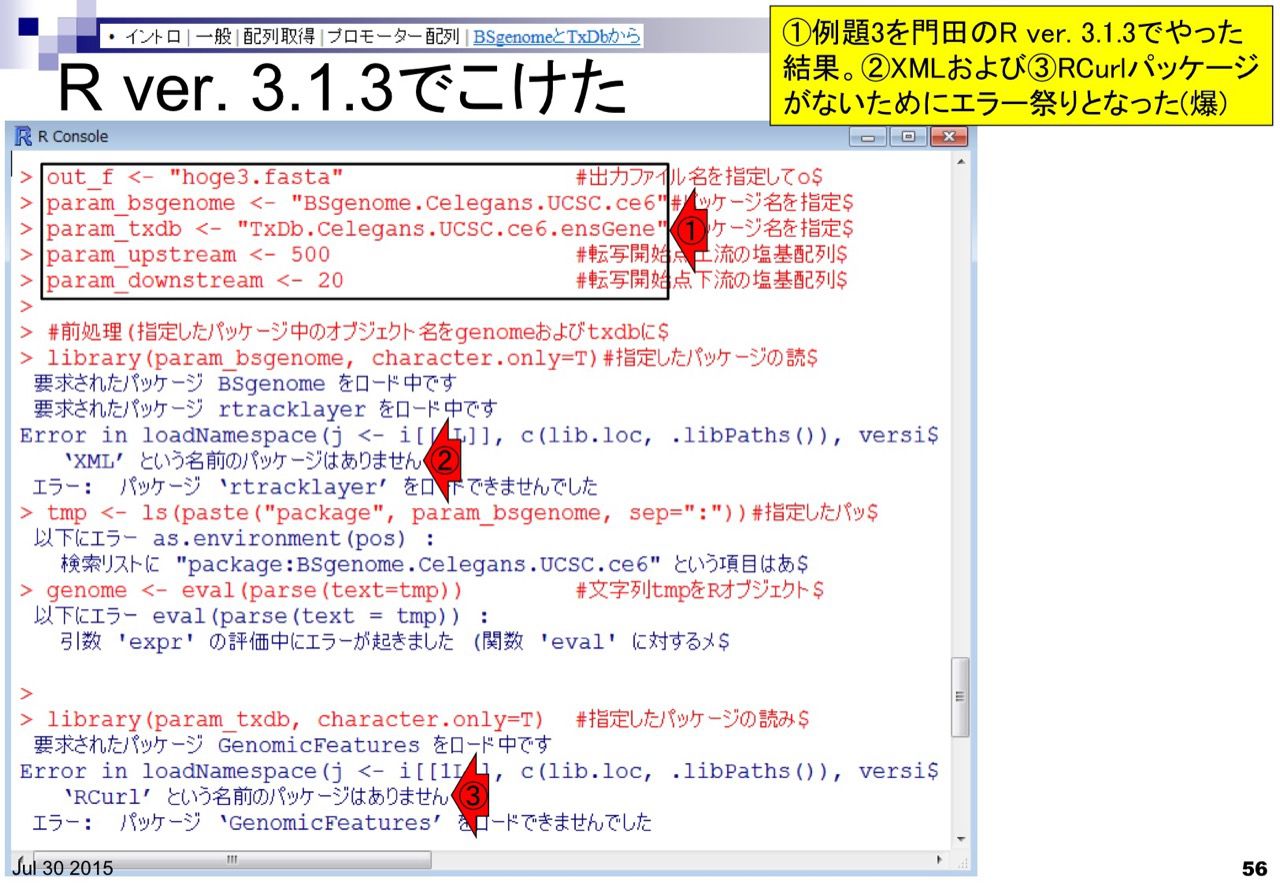 • イントロ | 一般 | 配列取得 | プロモーター配列 | BSgenomeとTxDbから
R ver. 3.1.3でこけた
①例題3を門田のR ver. 3.1.3でやった
結果。②XMLおよび③RCurlパッケージ
がないためにエラー祭りとなった(爆)
R Console
> out_f <- "hoge3.fasta" #出力ファイル名を指定してo$
> param_bsgenome <- "BSgenome.Celegans.UCSC.ce6"#パッケージ名を指定$
> param_txdb <- "TxDb.Celegans.UCSC.ce6.ensGene" ① ッケージ名を指定$
> param_upstream <- 500 #転写開始点上流の塩基配列$
> param_downstream <- 20 #転写開始点下流の塩基配列$
>
> #前処理(指定したパッケージ中のオブジェクト名をgenomeおよびtxdbに$
> library(param_bsgenome, character.only=T)#指定したパッケージの読$
要求されたパッケージ BSgenome をロード中です
要求されたパッケージ rtracklayer をロード中です
Error in loadNamespace(j <- i[[1L]], c(lib.loc, .libPaths()), versi$
‘XML’ という名前のパッケージはありません ②
エラー: パッケージ ‘rtracklayer’ をロードできませんでした
> tmp <- ls(paste("package", param_bsgenome, sep=":"))#指定したパッ$
以下にエラー as.environment(pos) :
検索リストに "package:BSgenome.Celegans.UCSC.ce6" という項目はあ$
> genome <- eval(parse(text=tmp)) #文字列tmpをRオブジェクト$
以下にエラー eval(parse(text = tmp)) :
引数 'expr' の評価中にエラーが起きました (関数 'eval' に対するメ$
>
> library(param_txdb, character.only=T) #指定したパッケージの読み$
要求されたパッケージ GenomicFeatures をロード中です
Error in loadNamespace(j <- i[[1L]], c(lib.loc, .libPaths()), versi$
‘RCurl’ という名前のパッケージはありません ③
エラー: パッケージ ‘GenomicFeatures’ をロードできませんでした
Jul 30 2015
56